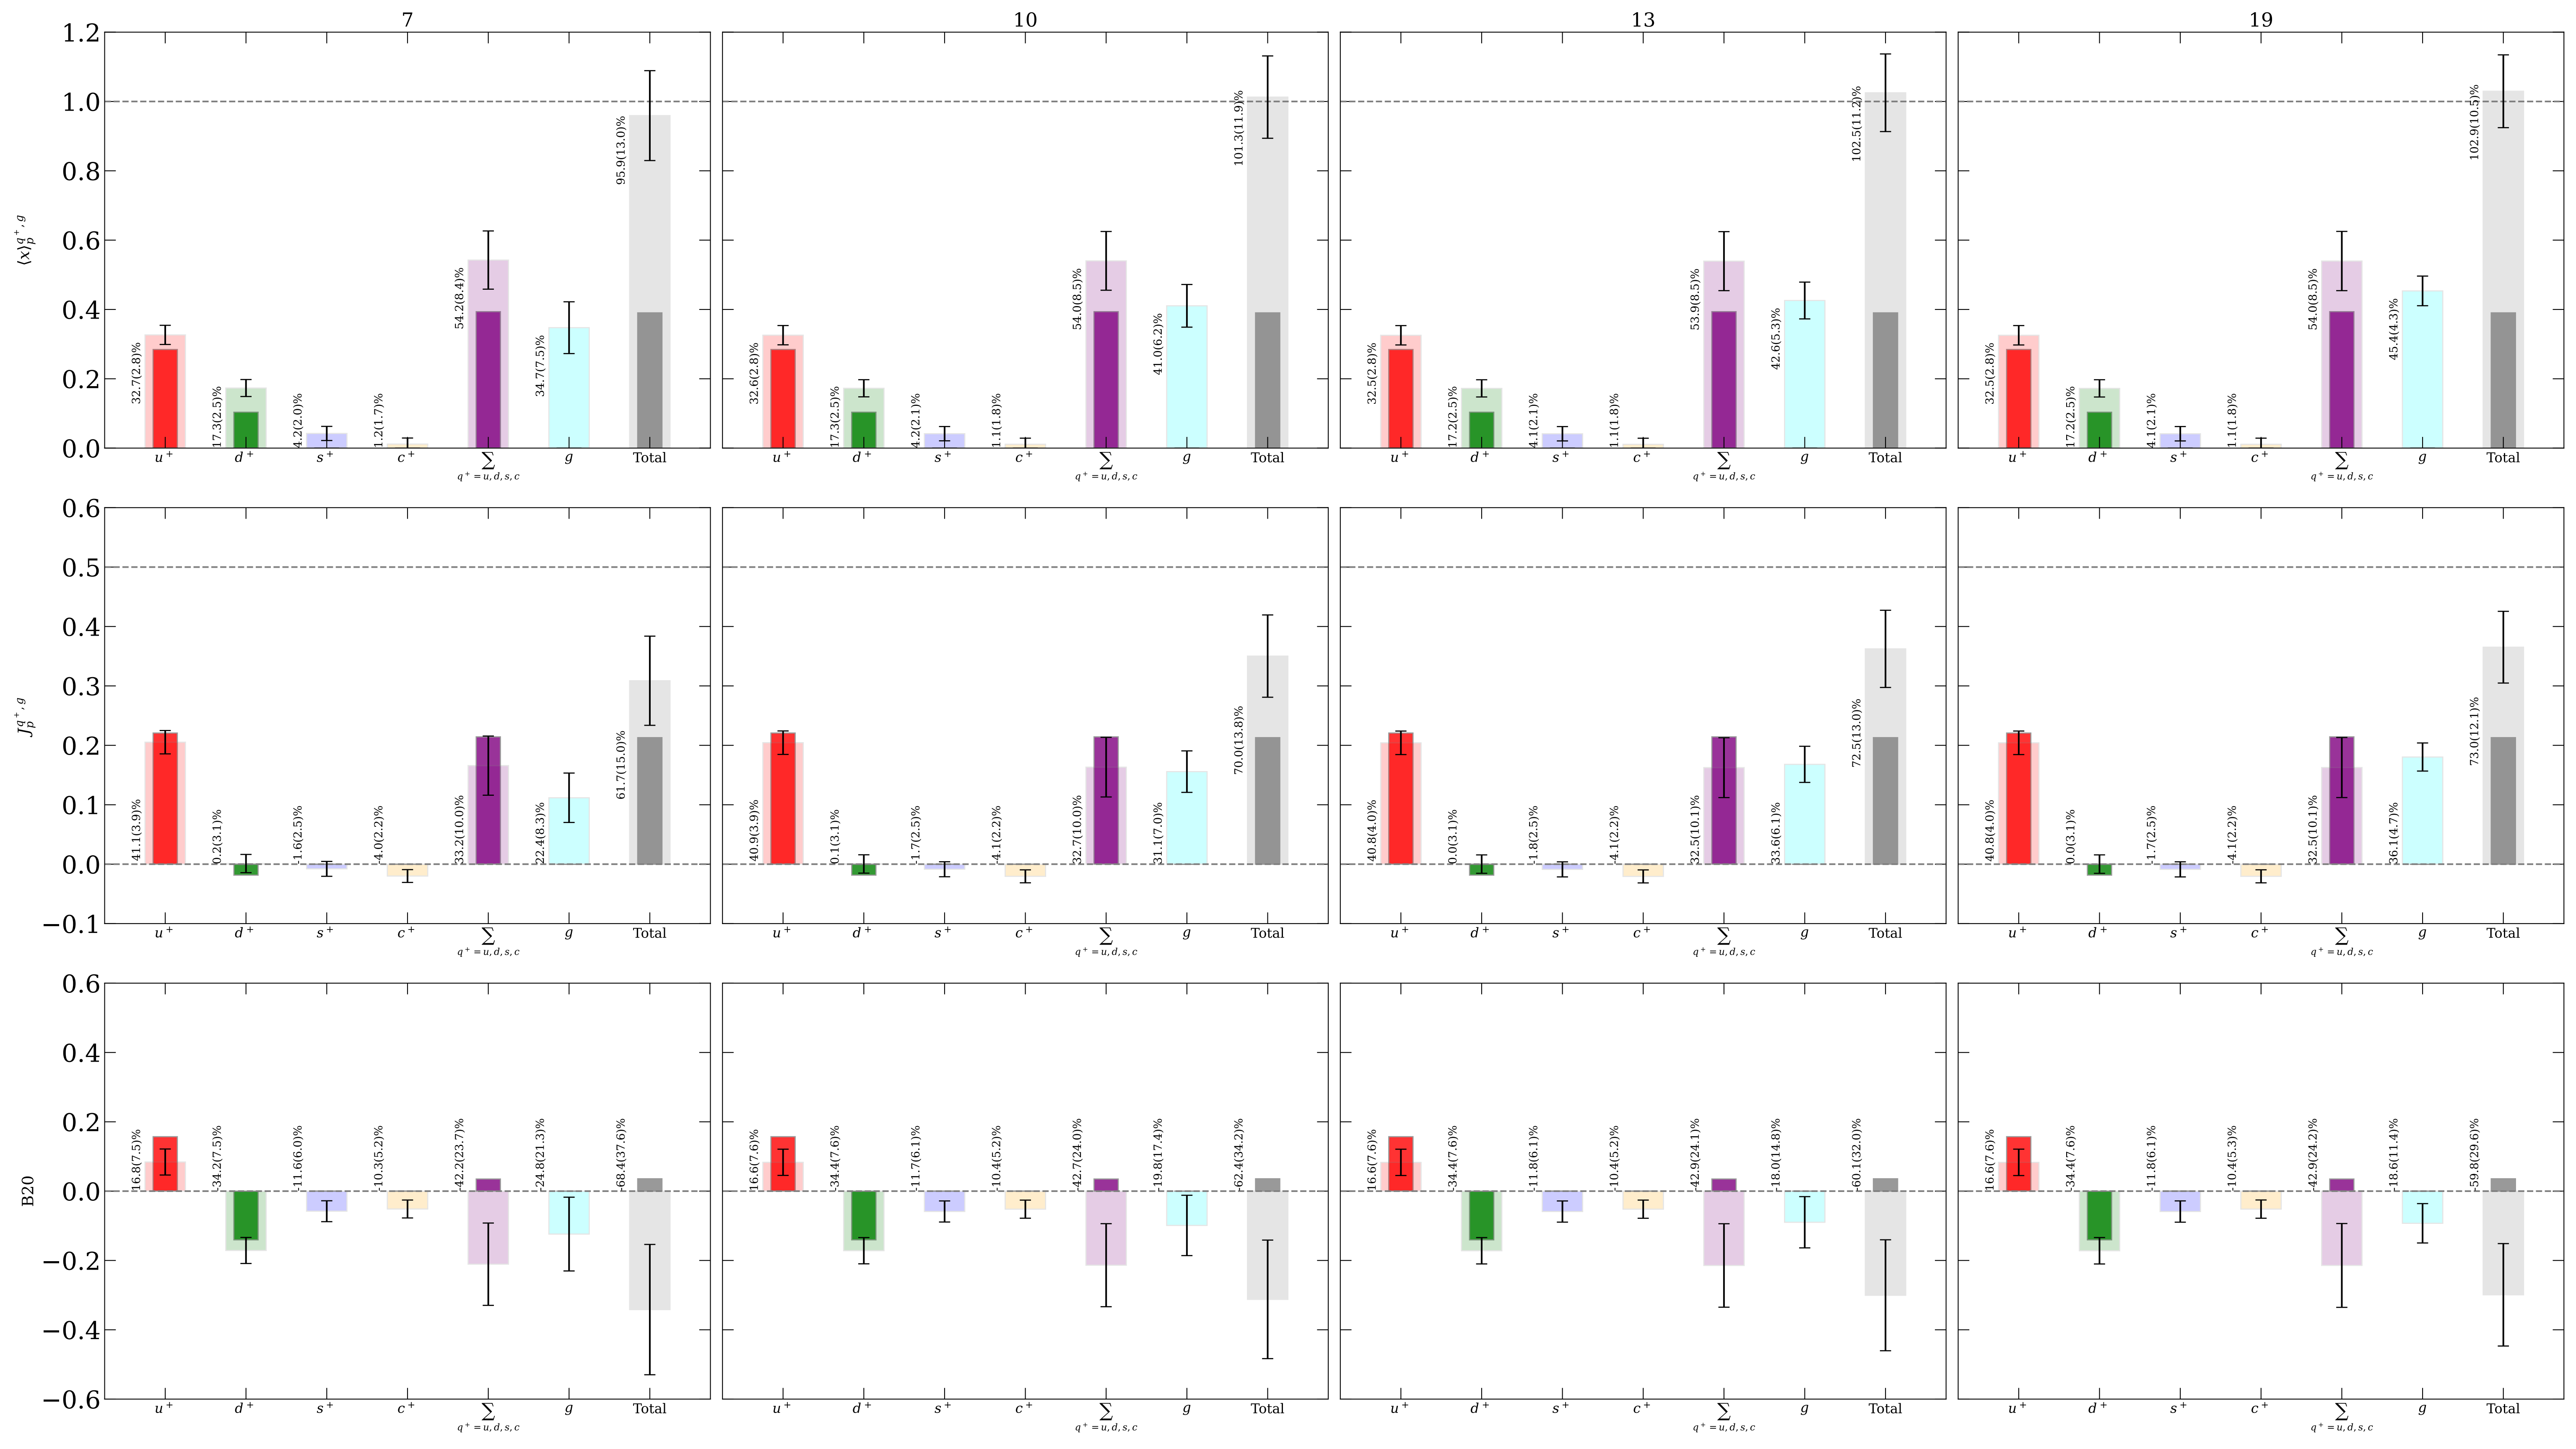 7 10 13 19
⟨x⟩_p^{q^+, g}
1.2
1.0
0.8
0.6
0.4
0.2
0.0
32.7(2.8)% 17.3(2.5)% 4.2(2.0)% 1.2(1.7)% 54.2(8.4)% 34.7(7.5)% 95.9(13.0)%
32.6(2.8)% 17.3(2.5)% 4.2(2.1)% 1.1(1.8)% 54.0(8.5)% 41.0(6.2)% 101.3(11.9)%
32.5(2.8)% 17.2(2.5)% 4.1(2.1)% 1.1(1.8)% 53.9(8.5)% 42.6(5.3)% 102.5(11.2)%
32.5(2.8)% 17.2(2.5)% 4.1(2.1)% 1.1(1.8)% 54.0(8.5)% 45.4(4.3)% 102.9(10.5)%
u^+ d^+ s^+ c^+ ∑ g Total u^+ d^+ s^+ c^+ ∑ g Total u^+ d^+ s^+ c^+ ∑ g Total u^+ d^+ s^+ c^+ ∑ g Total
q^+ = u, d, s, c q^+ = u, d, s, c q^+ = u, d, s, c q^+ = u, d, s, c
J_p^{q^+, g}
0.6
0.5
0.4
0.3
0.2
0.1
0.0
−0.1
41.1(3.9)% 0.2(3.1)% -1.6(2.5)% -4.0(2.2)% 33.2(10.0)% 22.4(8.3)% 61.7(15.0)%
40.9(3.9)% 0.1(3.1)% -1.7(2.5)% -4.1(2.2)% 32.7(10.0)% 31.1(7.0)% 70.0(13.8)%
40.8(4.0)% 0.0(3.1)% -1.8(2.5)% -4.1(2.2)% 32.5(10.1)% 33.6(6.1)% 72.5(13.0)%
40.8(4.0)% 0.0(3.1)% -1.7(2.5)% -4.1(2.2)% 32.5(10.1)% 36.1(4.7)% 73.0(12.1)%
u^+ d^+ s^+ c^+ ∑ g Total u^+ d^+ s^+ c^+ ∑ g Total u^+ d^+ s^+ c^+ ∑ g Total u^+ d^+ s^+ c^+ ∑ g Total
q^+ = u, d, s, c q^+ = u, d, s, c q^+ = u, d, s, c q^+ = u, d, s, c
B20
0.6
0.4
0.2
0.0
−0.2
−0.4
−0.6
16.8(7.5)% -34.2(7.5)% -11.6(6.0)% -10.3(5.2)% -42.2(23.7)% -24.8(21.3)% -68.4(37.6)%
16.6(7.6)% -34.4(7.6)% -11.7(6.1)% -10.4(5.2)% -42.7(24.0)% -19.8(17.4)% -62.4(34.2)%
16.6(7.6)% -34.4(7.6)% -11.8(6.1)% -10.4(5.2)% -42.9(24.1)% -18.0(14.8)% -60.1(32.0)%
16.6(7.6)% -34.4(7.6)% -11.8(6.1)% -10.4(5.3)% -42.9(24.2)% -18.6(11.4)% -59.8(29.6)%
u^+ d^+ s^+ c^+ ∑ g Total u^+ d^+ s^+ c^+ ∑ g Total u^+ d^+ s^+ c^+ ∑ g Total u^+ d^+ s^+ c^+ ∑ g Total
q^+ = u, d, s, c q^+ = u, d, s, c q^+ = u, d, s, c q^+ = u, d, s, c